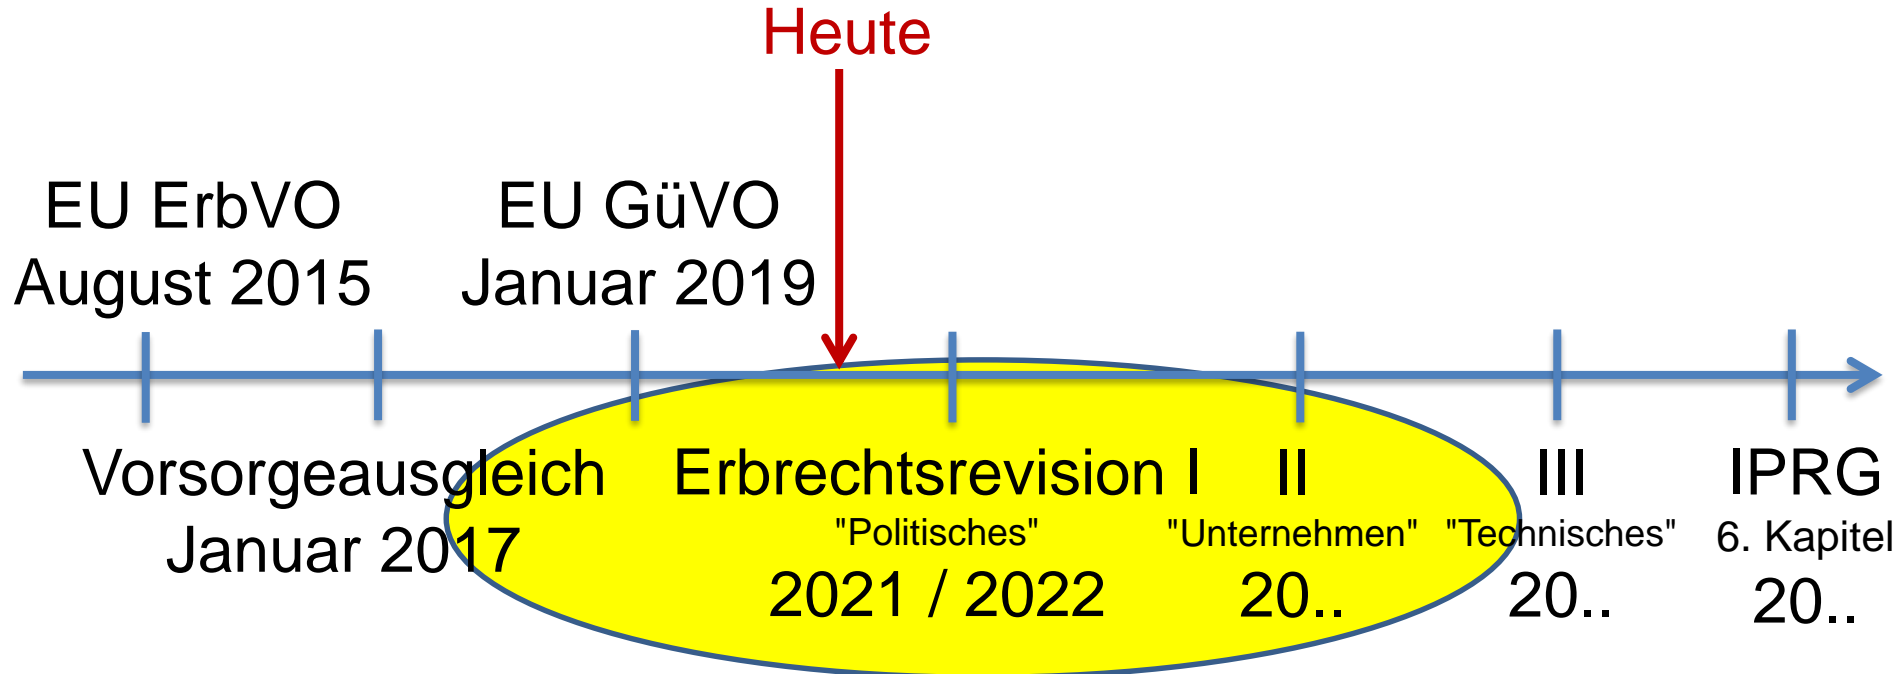 Heute
EU ErbVO
August 2015
EU GüVO
Januar 2019
Vorsorgeausgleich
Januar 2017
Erbrechtsrevision I
"Politisches"
2021 / 2022
II
"Unternehmen"
20..
III
"Technisches"
20..
IPRG
6. Kapitel
20..